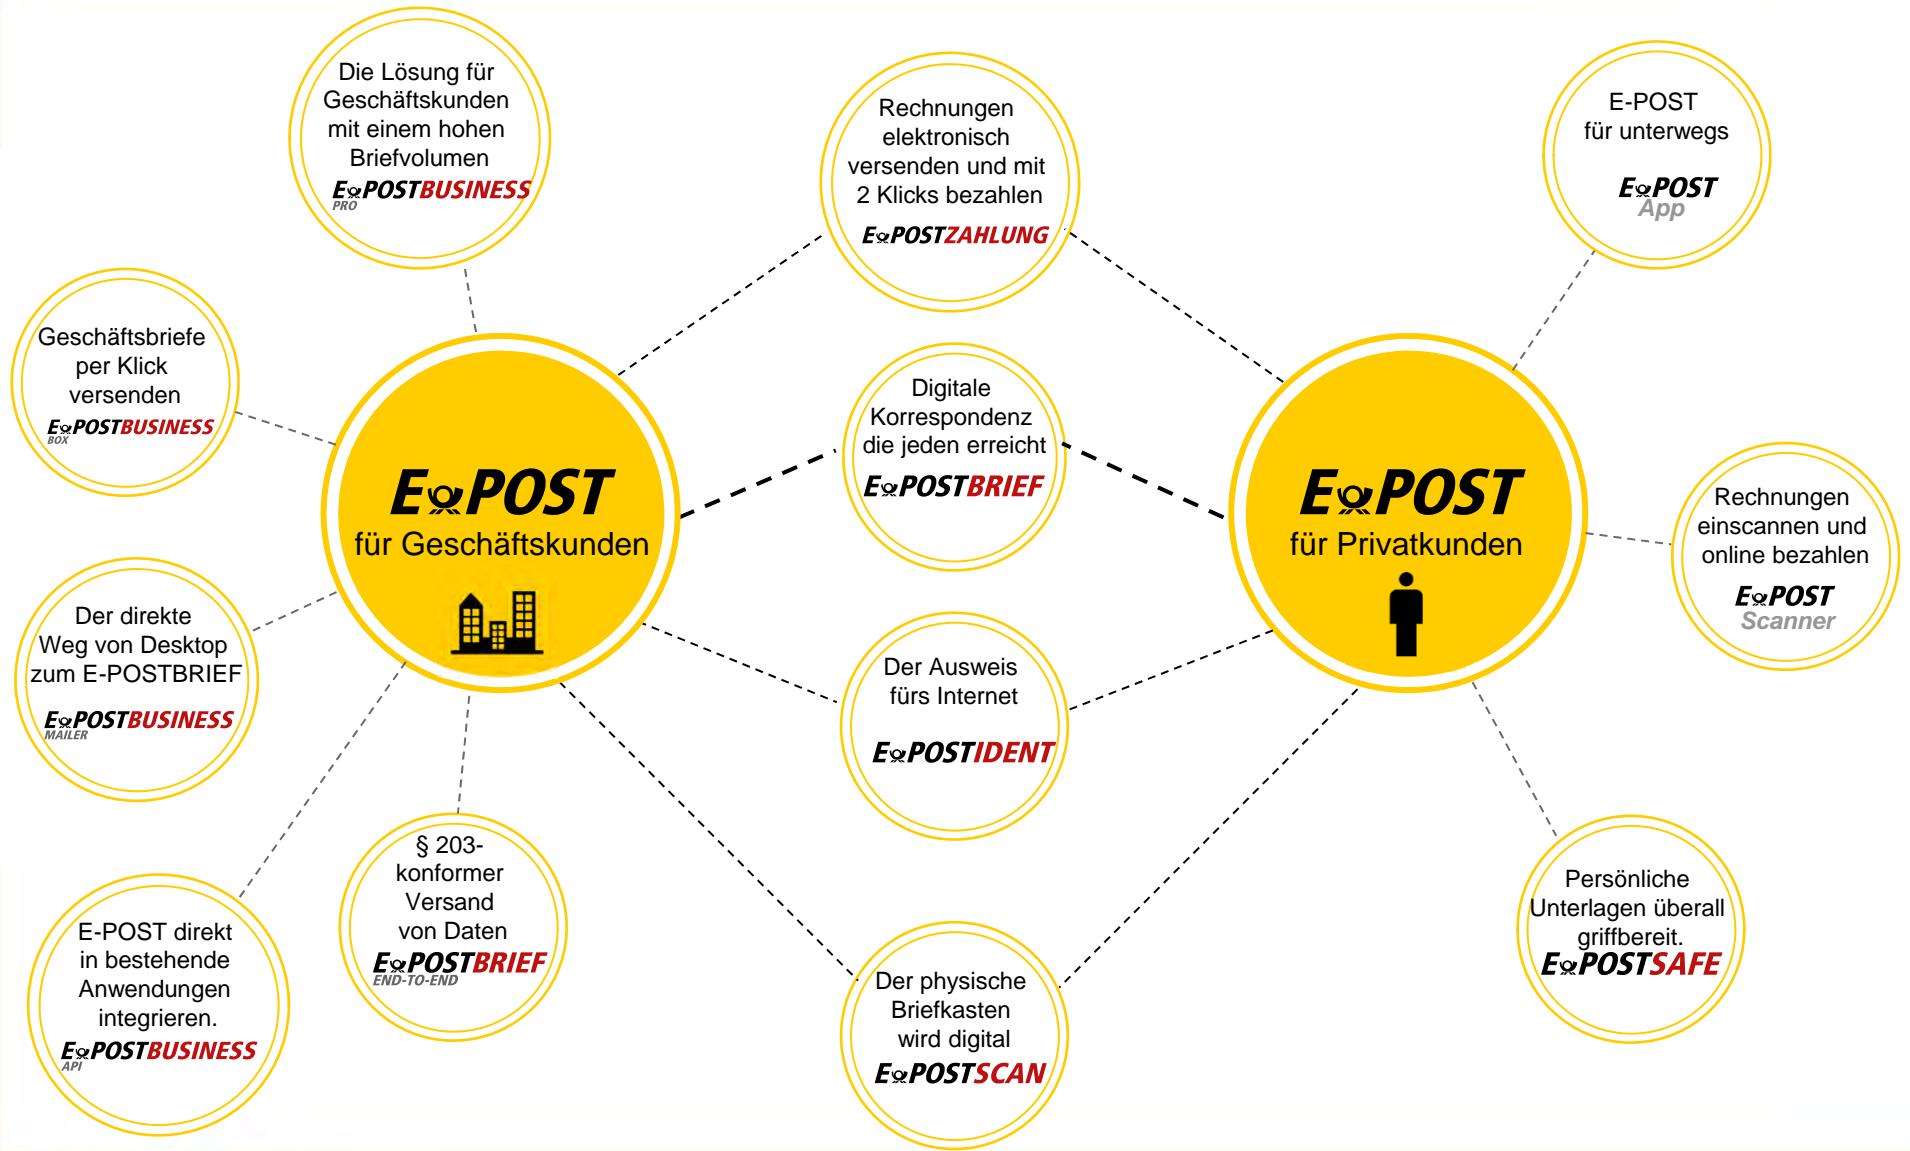 Die Lösung für
Geschäftskunden
mit einem hohen
Briefvolumen
E POSTBUSINESS
PRO
Rechnungen
elektronisch
versenden und mit
2 Klicks bezahlen
E POSTZAHLUNG
E-POST
für unterwegs
E POST
App
Geschäftsbriefe
per Klick
versenden
E POSTBUSINESS
BOX
Digitale
Korrespondenz
die jeden erreicht
E POSTBRIEF
E POST
für Geschäftskunden
E POST
für Privatkunden
Rechnungen
einscannen und
online bezahlen
E POST
Scanner
Der direkte
Weg von Desktop
zum E-POSTBRIEF
E POSTBUSINESS
MAILER
Der Ausweis
fürs Internet
E POSTIDENT
§ 203-
konformer
Versand
von Daten
E POSTBRIEF
END-TO-END
Persönliche
Unterlagen überall
griffbereit.
E POSTSAFE
E-POST direkt
in bestehende
Anwendungen
integrieren.
E POSTBUSINESS
API
Der physische
Briefkasten
wird digital
E POSTSCAN